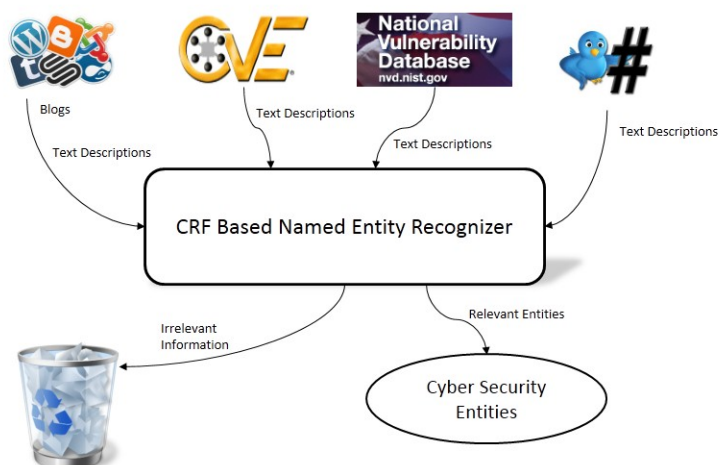 CVE
National
Vulnerability
Database
nvd.nist.gov
#
Blogs
Text Descriptions
Text Descriptions
Text Descriptions
Text Descriptions
CRF Based Named Entity Recognizer
Irrelevant
Information
Relevant Entities
Cyber Security
Entities